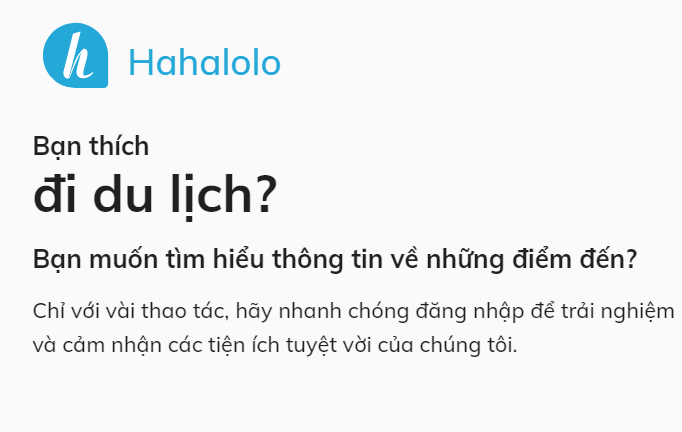 h Hahalolo
Bạn thích
đi du lịch?
Bạn muốn tìm hiểu thông tin về những điểm đến?
Chỉ với vài thao tác, hãy nhanh chóng đăng nhập để trải nghiệm
và cảm nhận các tiện ích tuyệt vời của chúng tôi.